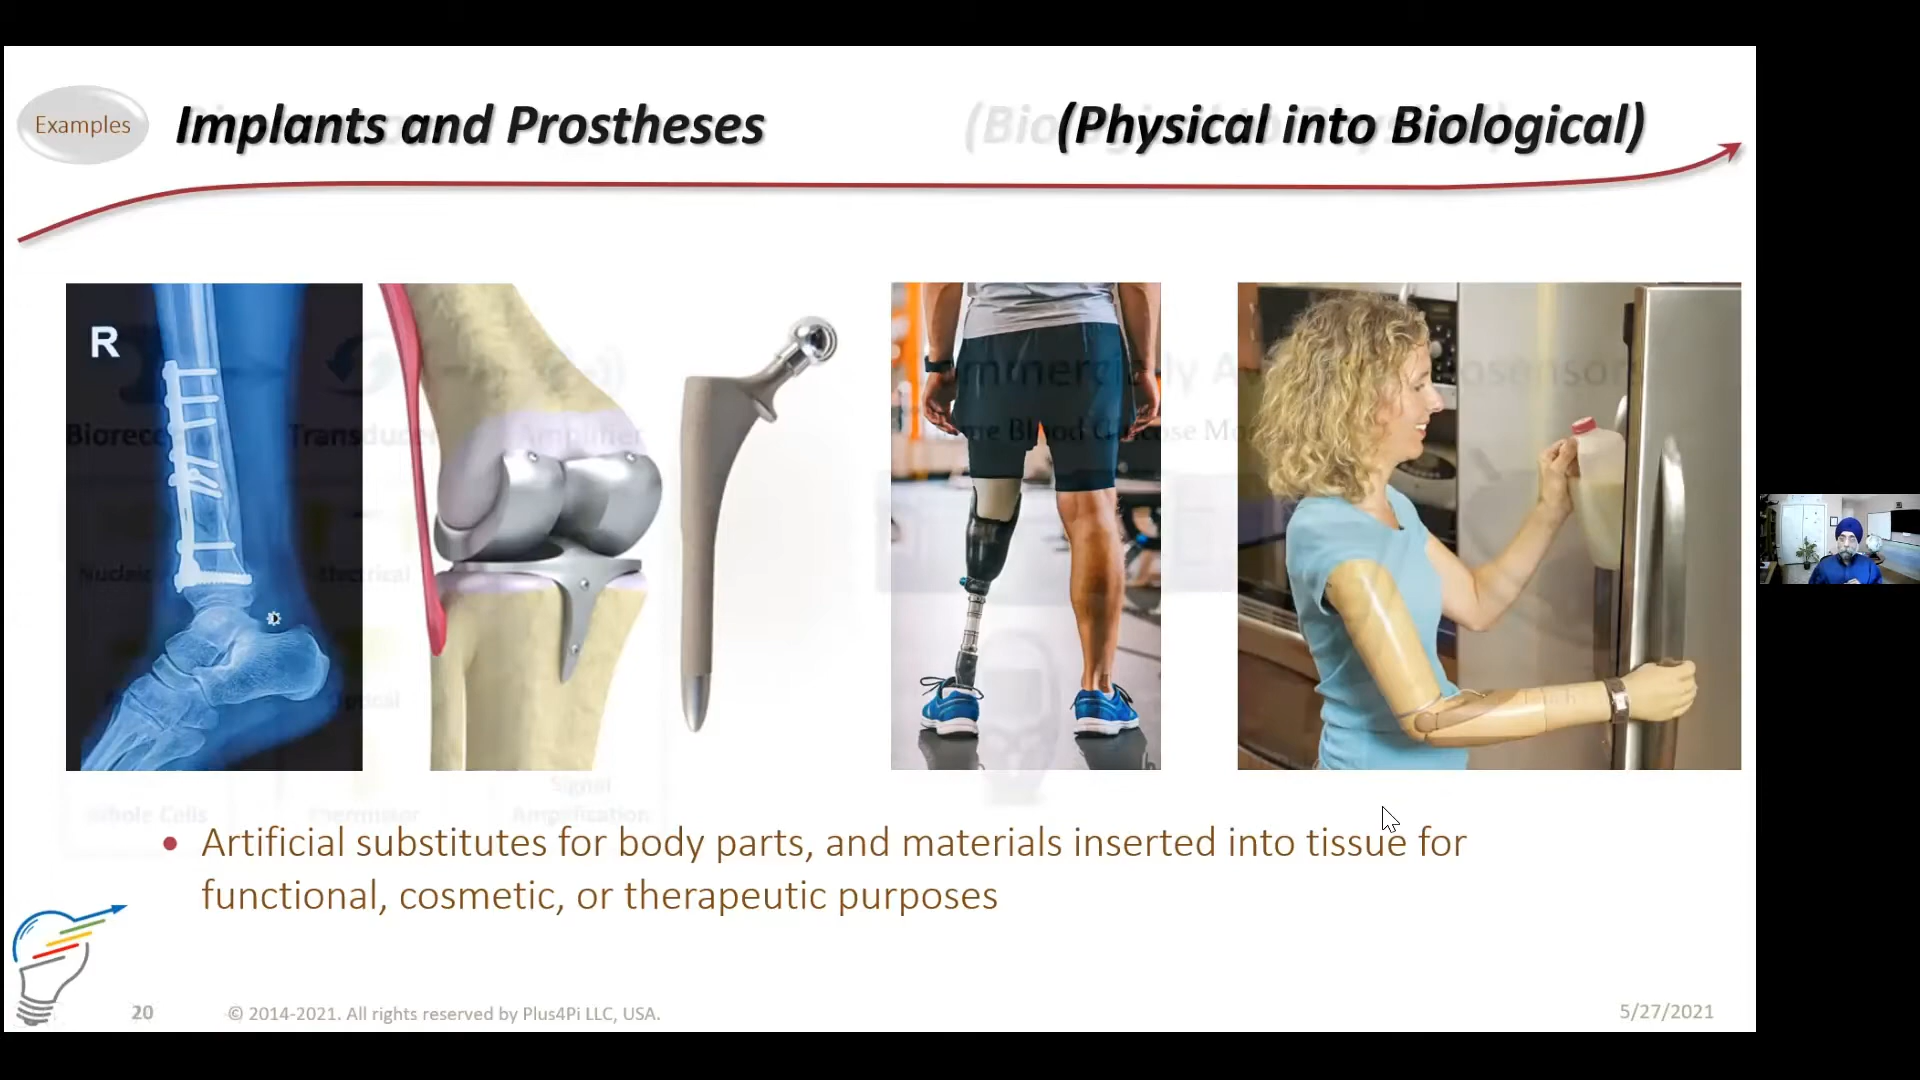 Examples
Implants and Prostheses
(Physical into Biological)
R
• Artificial substitutes for body parts, and materials inserted into tissue for
functional, cosmetic, or therapeutic purposes
20
© 2014-2021. All rights reserved by Plus4Pi LLC, USA.
5/27/2021